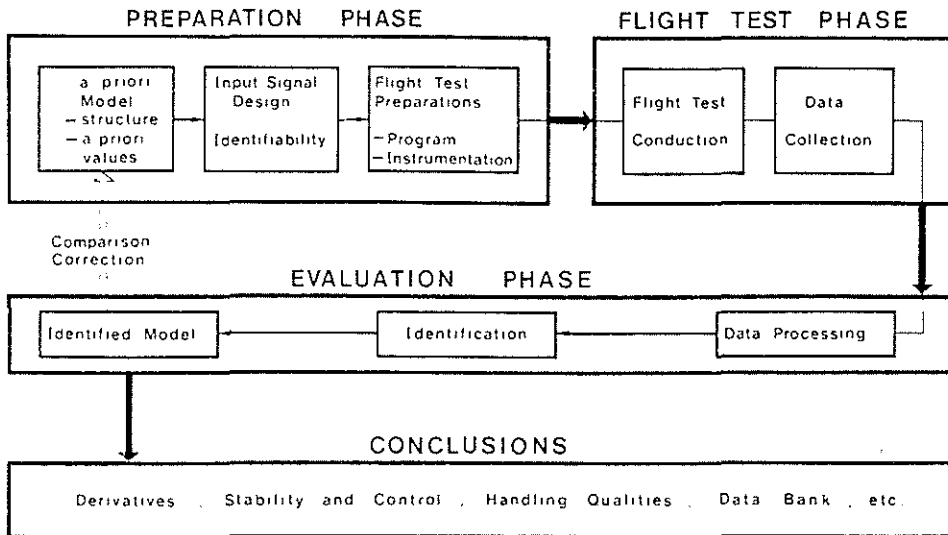 PREPARATION PHASE
a priori
Model
– structure
– a priori
values
Input Signal
Design
Identifiability
Flight Test
Preparations
– Program
– Instrumentation
FLIGHT TEST PHASE
Flight Test
Conduction
Data
Collection
Comparison
Correction
EVALUATION PHASE
Identified Model
Identification
Data Processing
CONCLUSIONS
Derivatives , Stability and Control , Handling Qualities , Data Bank , etc.